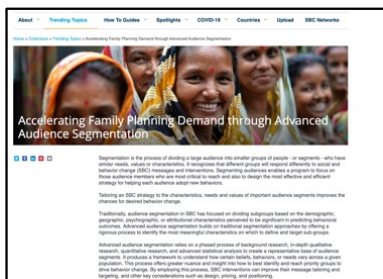 About
Trending Topics
How To Guides
Spotlights
COVID-19
Countries
Upload
SBC Networks
Home » Collections » Trending Topics » Accelerating Family Planning Demand through Advanced Audience Segmentation
Accelerating Family Planning Demand through Advanced
Audience Segmentation
Segmentation is the process of dividing a large audience into smaller groups of people - or segments - who have
similar needs, values or characteristics. It recognizes that different groups will respond differently to social and
behavior change (SBC) messages and interventions. Segmenting audiences enables a program to focus on
those audience members who are most critical to reach and also to design the most effective and efficient
strategy for helping each audience adopt new behaviors.
Tailoring an SBC strategy to the characteristics, needs and values of important audience segments improves the
chances for desired behavior change.
Traditionally, audience segmentation in SBC has focused on dividing subgroups based on the demographic,
geographic, psychographic, or attitudinal characteristics perceived to be significant in predicting behavioral
outcomes. Advanced audience segmentation builds on traditional segmentation approaches by offering a
rigorous process to identify the most meaningful characteristics on which to define and target sub-groups.
Advanced audience segmentation relies on a phased process of background research, in-depth qualitative
research, quantitative research, and advanced statistical analysis to create a representative base of audience
segments. It produces a framework to understand how certain beliefs, behaviors, or needs vary across a given
population. This process offers greater nuance and insight into how to best identify and reach priority groups to
drive behavior change. By employing this process, SBC interventions can improve their message tailoring and
targeting, and other key considerations such as design, pricing, and positioning.